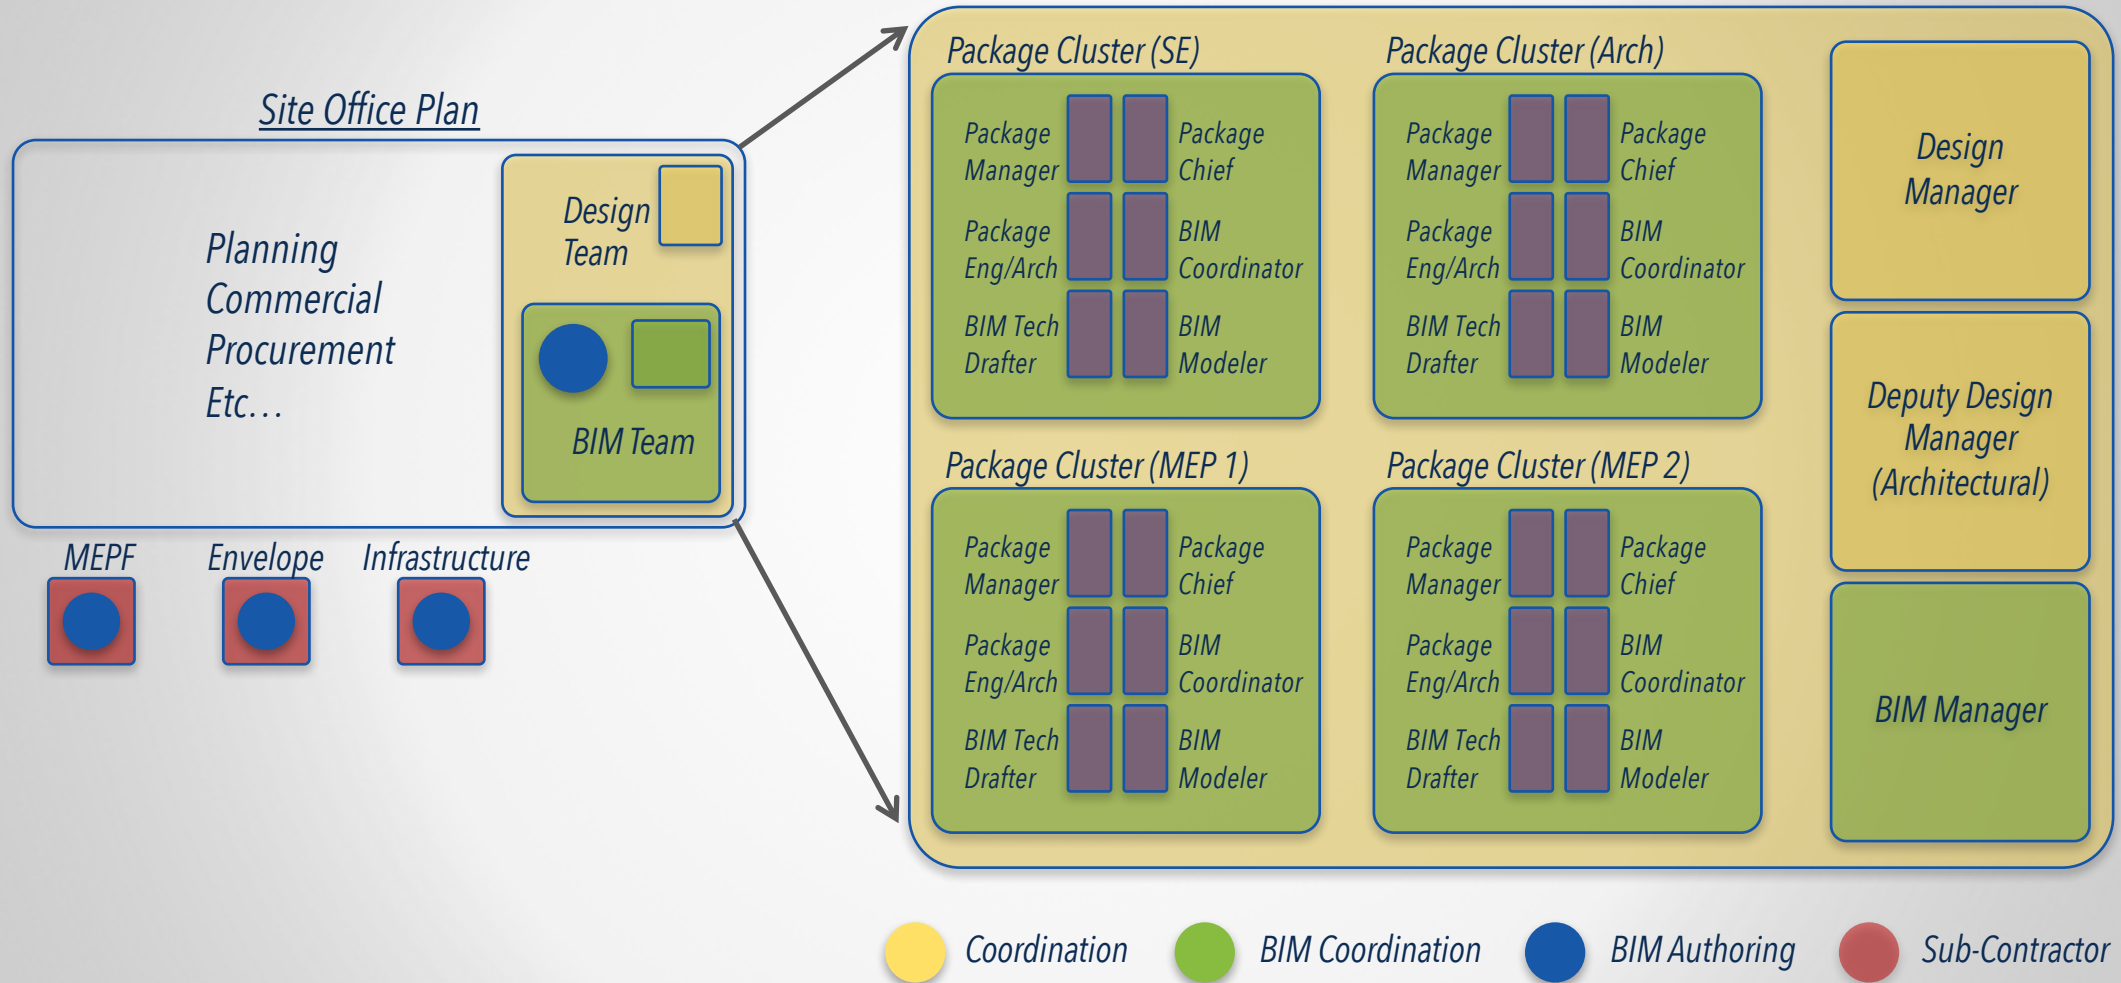 Site Office Plan
Planning
Commercial
Procurement
Etc...
Design
Team
BIM Team
MEPF
Envelope
Infrastructure
Package Cluster (SE)
Package
Manager
Package
Chief
Package
Eng/Arch
BIM
Coordinator
BIM Tech
Drafter
BIM
Modeler
Package Cluster (Arch)
Package
Manager
Package
Chief
Package
Eng/Arch
BIM
Coordinator
BIM Tech
Drafter
BIM
Modeler
Package Cluster (MEP 1)
Package
Manager
Package
Chief
Package
Eng/Arch
BIM
Coordinator
BIM Tech
Drafter
BIM
Modeler
Package Cluster (MEP 2)
Package
Manager
Package
Chief
Package
Eng/Arch
BIM
Coordinator
BIM Tech
Drafter
BIM
Modeler
Design
Manager
Deputy Design
Manager
(Architectural)
BIM Manager
Coordination
BIM Coordination
BIM Authoring
Sub-Contractor